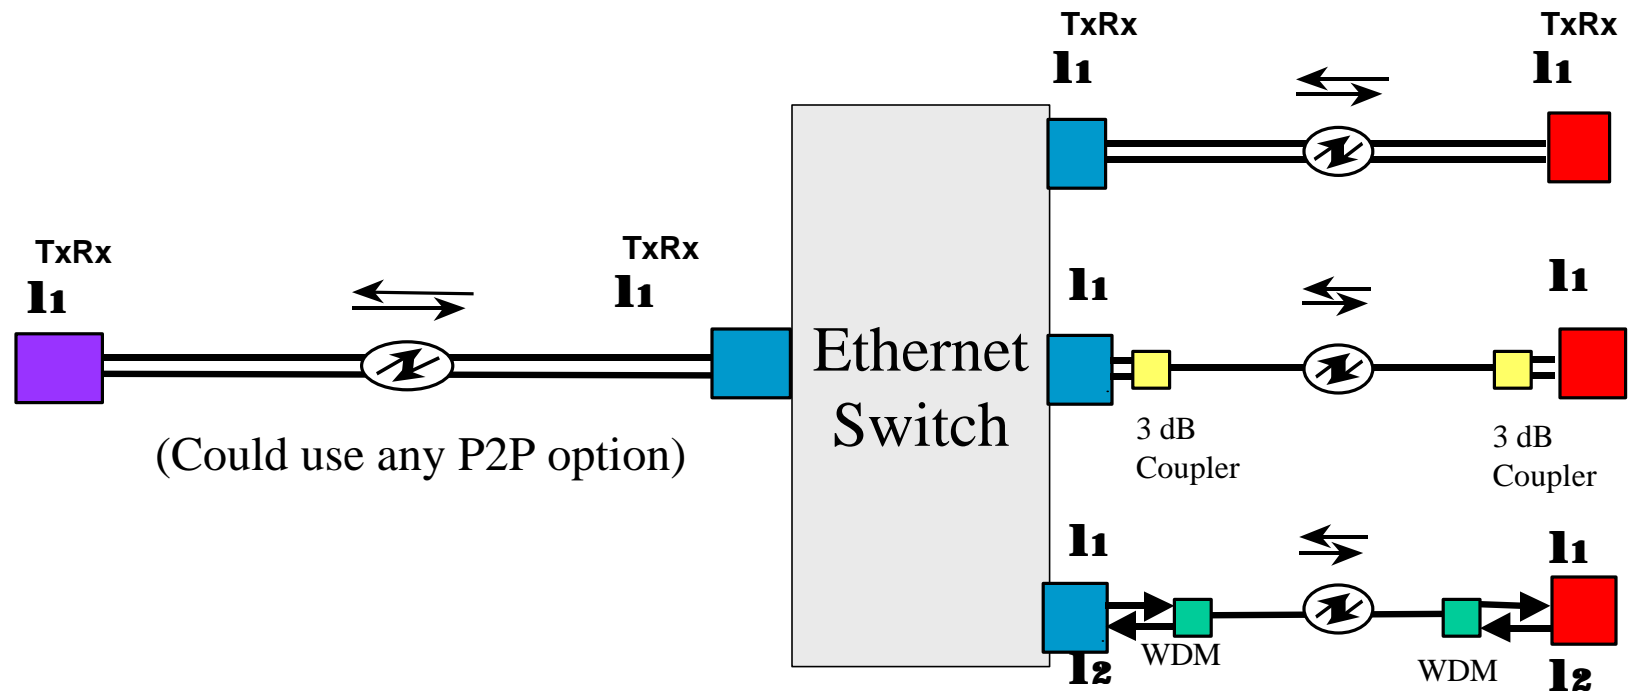 TxRx
TxRx
l1
l1
TxRx
TxRx
l1
l1
(Could use any P2P option)
Ethernet
Switch
l1
l1
3 dB
Coupler
3 dB
Coupler
l1
l1
WDM
WDM
l2
l2